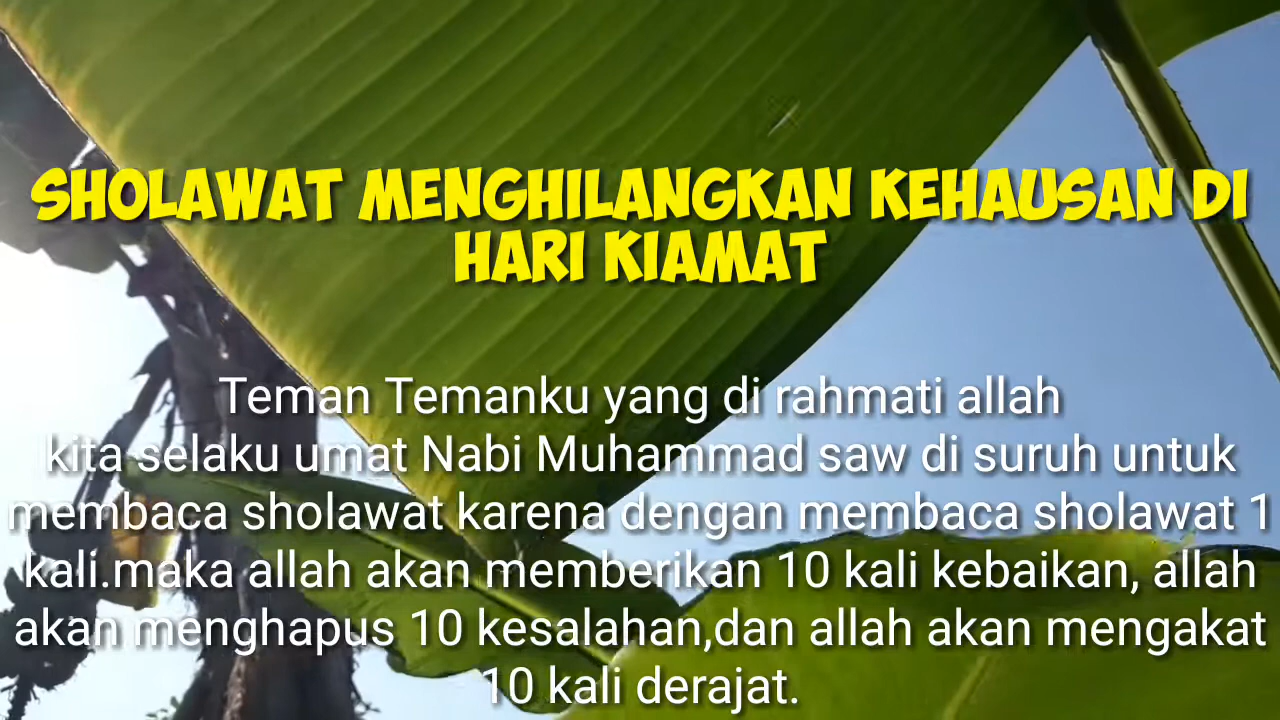 SHOLAWAT MENGHILANGKAN KEHAUSAN DI
HARI KIAMAT
Teman Temanku yang di rahmati allah
kita selaku umat Nabi Muhammad saw di suruh untuk
membaca sholawat karena dengan membaca sholawat 1
kali.maka allah akan memberikan 10 kali kebaikan, allah
akan menghapus 10 kesalahan,dan allah akan mengakat
10 kali derajat.